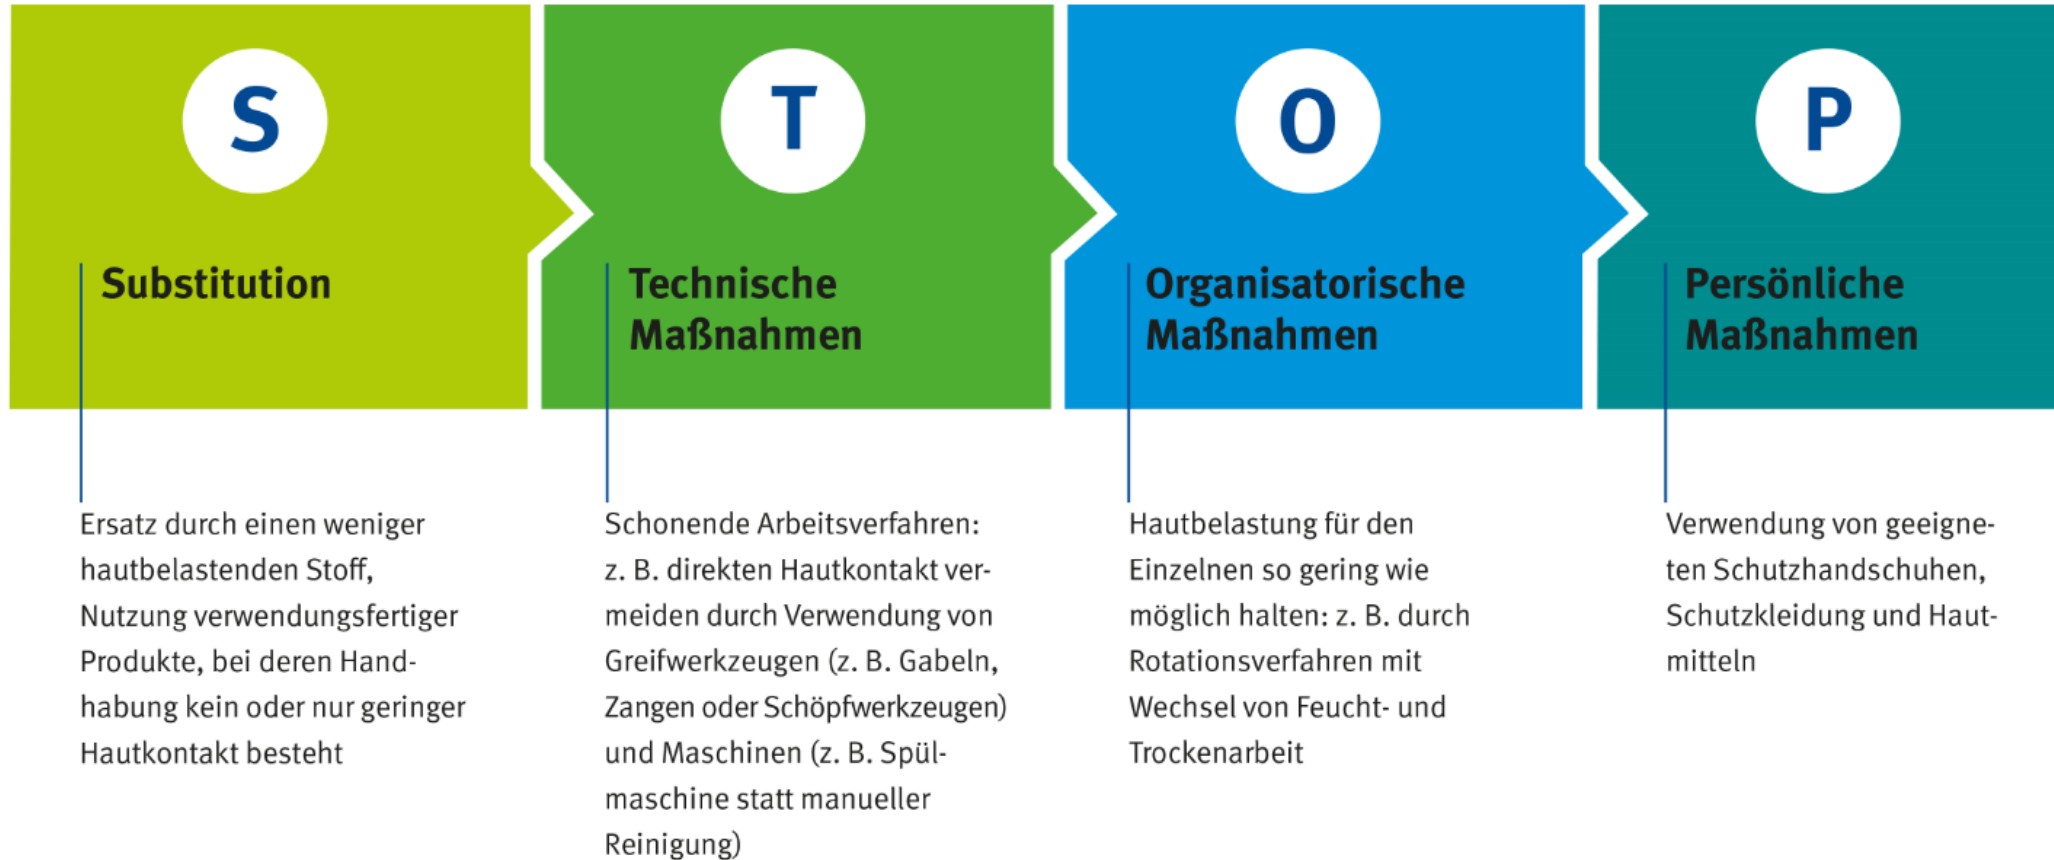 S
Substitution
Ersatz durch einen weniger
hautbelastenden Stoff,
Nutzung verwendungsfertiger
Produkte, bei deren Hand-
habung kein oder nur geringer
Hautkontakt besteht
T
Technische
Maßnahmen
Schonende Arbeitsverfahren:
z. B. direkten Hautkontakt ver-
meiden durch Verwendung von
Greifwerkzeugen (z. B. Gabeln,
Zangen oder Schöpfwerkzeugen)
und Maschinen (z. B. Spül-
maschine statt manueller
Reinigung)
O
Organisatorische
Maßnahmen
Hautbelastung für den
Einzelnen so gering wie
möglich halten: z. B. durch
Rotationsverfahren mit
Wechsel von Feucht- und
Trockenarbeit
P
Persönliche
Maßnahmen
Verwendung von geeigne-
ten Schutzhandschuhen,
Schutzkleidung und Haut-
mitteln